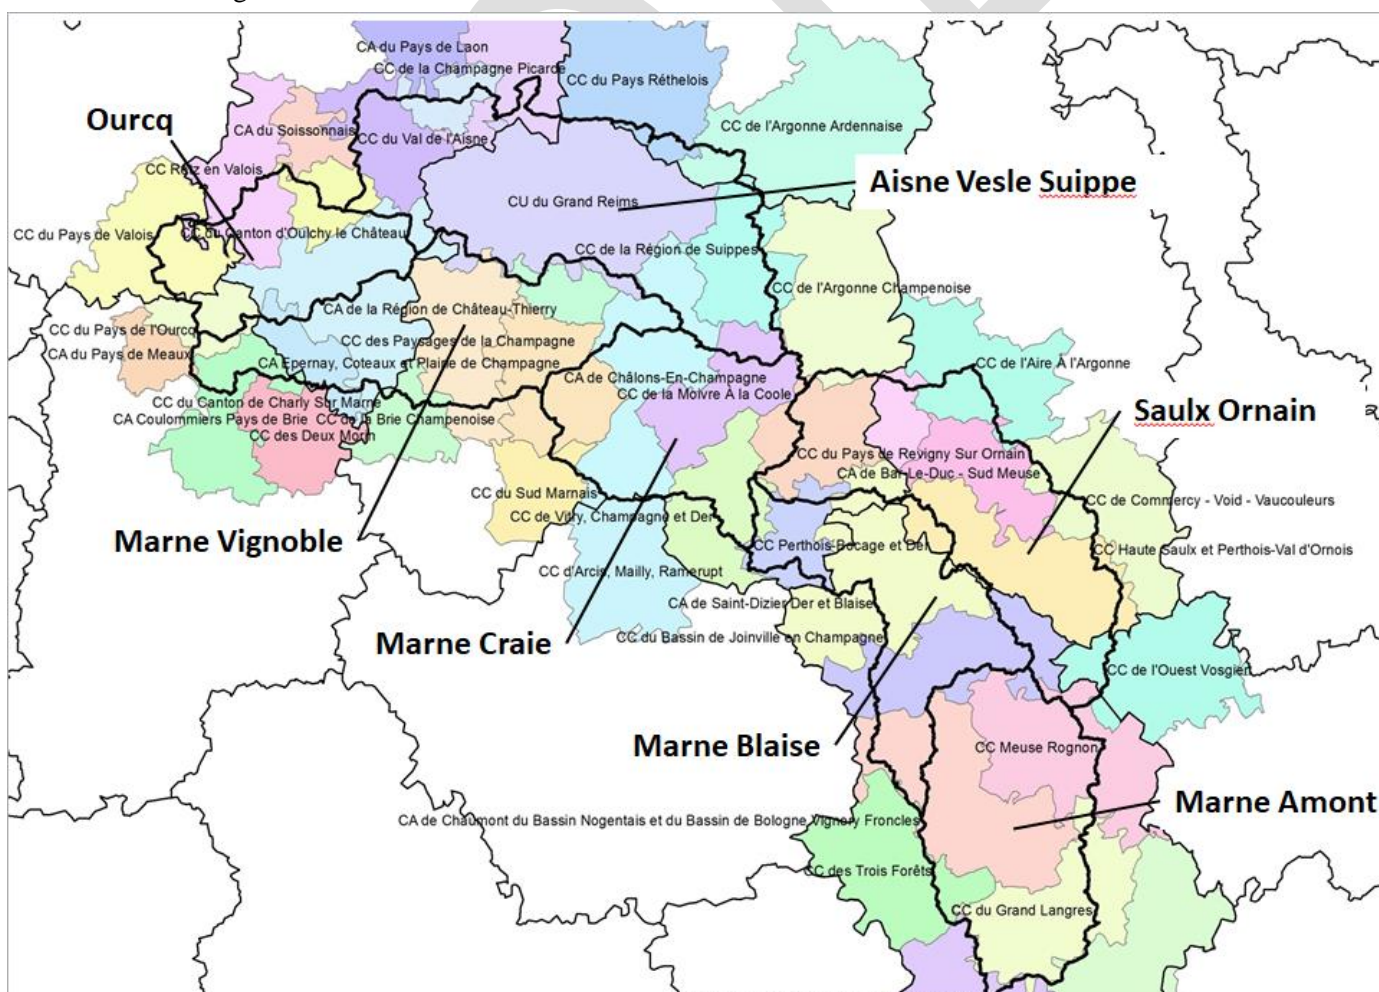 CA du Pays de Laon
CC de la Champagne Picarde
CC du Pays Réthelois
Ourcq
CA du Soissonnais
CC du Val de l'Aisne
CC de l'Argonne Ardennaise
CC Retz en Valois
Aisne Vesle Suippe
CU du Grand Reims
CC du Pays de Valois
CC du Canton d'Oulchy le Château
CC de la Région de Suippes
CC de l'Argonne Champenoise
CA de la Région de Château-Thierry
CC du Pays de l'Ourcq
CC des Paysages de la Champagne
CA du Pays de Meaux
CA Epernay, Coteaux et Plaine de Champagne
CC de l'Aire À l'Argonne
CA de Châlons-En-Champagne
CC de la Moivre À la Coole
CC du Canton de Charly Sur Marne
CA Coulommiers Pays de Brie
CC de la Brie Champenoise
CC des Deux Morin
Saulx Ornain
CC du Pays de Revigny Sur Ornain
CA de Bar-Le-Duc - Sud Meuse
CC du Sud Marnais
CC de Commercy - Void - Vaucouleurs
CC de Vitry, Champagne et Der
Marne Vignoble
CC Perthois-Bocage et Der
CC Haute Saulx et Perthois-Val d'Ornois
CC d'Arcis, Mailly, Ramerupt
CA de Saint-Dizier Der et Blaise
CC du Bassin de Joinville en Champagne
Marne Craie
CC de l'Ouest Vosgien
Marne Blaise
CC Meuse Rognon
Marne Amont
CA de Chaumont du Bassin Nogentais et du Bassin de Bologne Vignory Froncles
CC des Trois Forêts
CC du Grand Langres